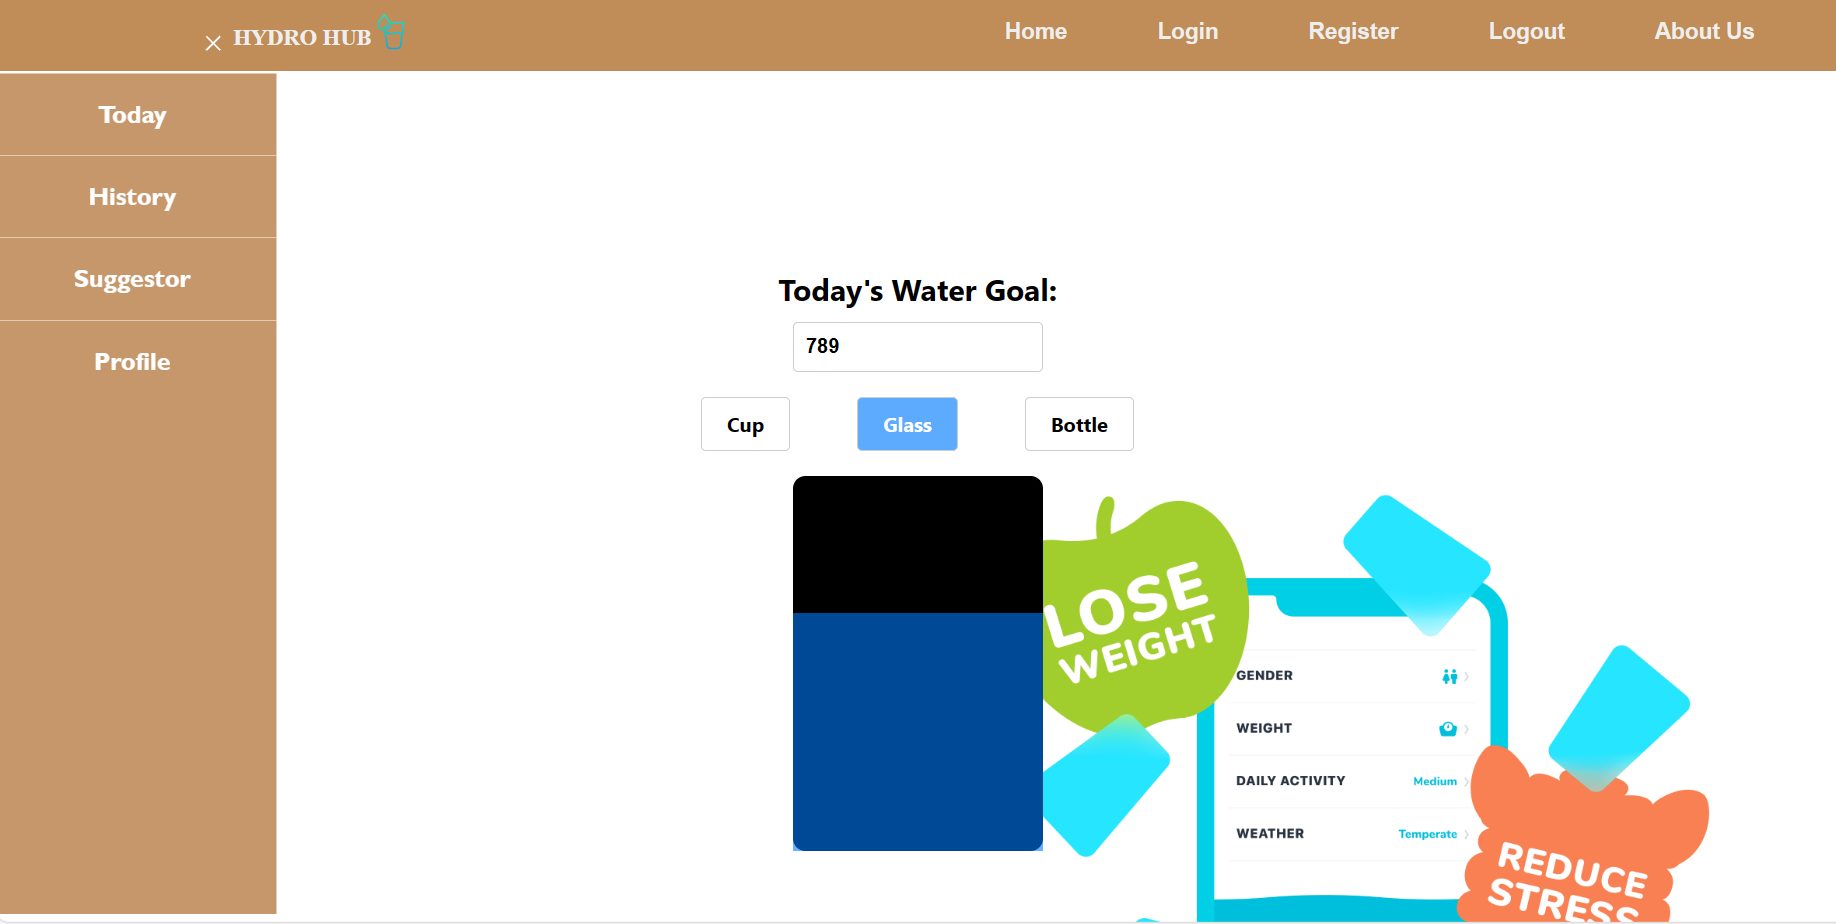 HYDRO HUB
Home Login Register Logout About Us
Today
History
Suggestor
Profile
Today's Water Goal:
789
Cup Glass Bottle
LOSE
WEIGHT
GENDER
WEIGHT
DAILY ACTIVITY Medium
WEATHER Temperate
REDUCE
STRESS